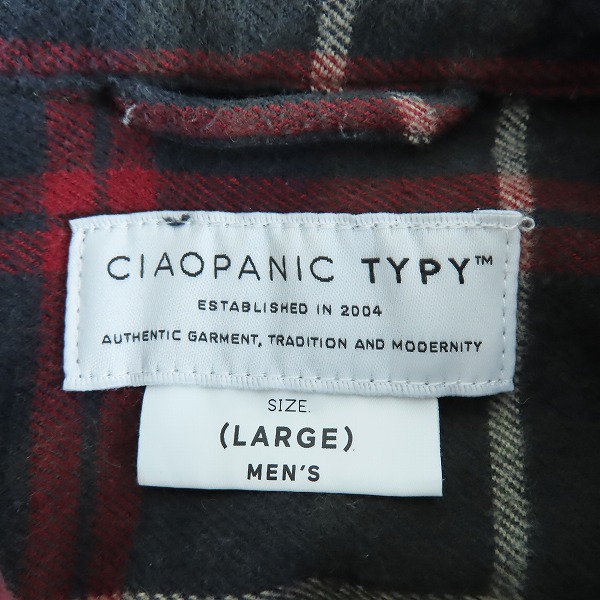 CIAOPANIC TYPY™
ESTABLISHED IN 2004
AUTHENTIC GARMENT, TRADITION AND MODERNITY
SIZE.
(LARGE)
MEN'S